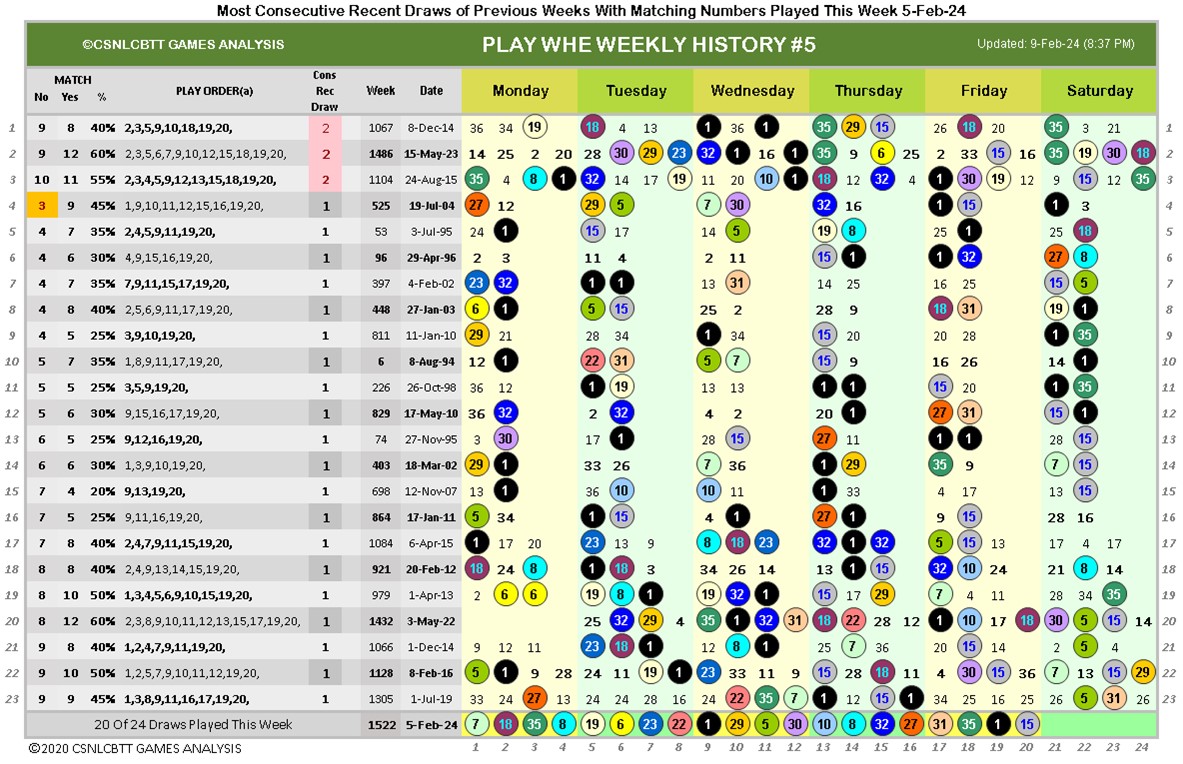 Most Consecutive Recent Draws of Previous Weeks With Matching Numbers Played This Week 5-Feb-24
©CSNLCBTT GAMES ANALYSIS PLAY WHE WEEKLY HISTORY #5 Updated: 9-Feb-24 (8:37 PM)
MATCH Cons
No Yes % PLAY ORDER(a) Rec Week Date Monday Tuesday Wednesday Thursday Friday Saturday
Draw
1 9 8 40% 2,3,5,9,10,18,19,20, 2 1067 8-Dec-14 36 34 19 18 4 13 1 36 1 35 29 15 26 18 20 35 3 21 1
2 9 12 60% 2,3,5,6,7,9,10,12,15,18,19,20, 2 1486 15-May-23 14 25 2 20 28 30 29 23 32 1 16 1 35 9 6 25 2 33 15 16 35 19 30 18 2
3 10 11 55% 2,3,4,5,9,12,13,15,18,19,20, 2 1104 24-Aug-15 35 4 8 1 32 14 17 19 11 20 10 1 18 12 32 4 1 30 19 12 9 15 12 35 3
4 3 9 45% 1,9,10,11,12,15,16,19,20, 1 525 19-Jul-04 27 12 29 5 7 30 32 16 1 15 1 3 4
5 4 7 35% 2,4,5,9,11,19,20, 1 53 3-Jul-95 24 1 15 17 14 5 19 8 25 1 25 18 5
6 4 6 30% 4,9,15,16,19,20, 1 96 29-Apr-96 2 3 11 4 2 11 15 1 1 32 27 8 6
7 4 7 35% 7,9,11,15,17,19,20, 1 397 4-Feb-02 23 32 1 1 13 31 14 25 16 25 15 5 7
8 4 8 40% 2,5,6,9,11,17,19,20, 1 448 27-Jan-03 6 1 5 15 25 2 28 9 18 31 19 1 8
9 4 5 25% 3,9,10,19,20, 1 811 11-Jan-10 29 21 28 34 1 34 15 20 20 28 1 35 9
10 5 7 35% 1,8,9,11,17,19,20, 1 6 8-Aug-94 12 1 22 31 5 7 15 9 16 26 14 1 10
11 5 5 25% 3,5,9,19,20, 1 226 26-Oct-98 36 12 1 19 13 13 1 1 15 20 1 35 11
12 5 6 30% 9,15,16,17,19,20, 1 829 17-May-10 36 32 2 32 4 2 20 1 27 31 15 1 12
13 6 5 25% 9,12,16,19,20, 1 74 27-Nov-95 3 30 17 1 28 15 27 11 1 1 28 15 13
14 6 6 30% 1,3,9,10,19,20, 1 403 18-Mar-02 29 1 33 26 7 36 1 29 35 9 7 15 14
15 7 4 20% 9,13,19,20, 1 698 12-Nov-07 13 1 36 10 10 11 1 33 4 17 13 15 15
16 7 5 25% 9,11,16,19,20, 1 864 17-Jan-11 5 34 1 15 4 1 27 1 9 15 28 16 16
17 8 40% 2,4,7,9,11,15,19,20, 1 1084 6-Apr-15 1 17 20 23 13 9 8 18 23 32 1 32 5 15 13 17 4 17 17
18 8 8 40% 2,4,9,13,14,15,19,20, 1 921 20-Feb-12 18 24 8 1 18 3 34 26 14 13 1 15 32 10 24 21 8 14 18
19 8 10 50% 1,3,4,5,6,9,10,15,19,20, 1 979 1-Apr-13 2 6 6 19 8 1 19 32 1 15 17 29 7 4 11 28 34 35 19
20 12 60% 2,3,8,9,10,11,12,13,15,17,19,20, 1 1432 3-May-22 25 32 29 4 35 1 32 31 18 22 28 12 1 10 17 18 30 5 15 14 20
21 9 8 40% 1,2,4,7,9,11,19,20, 1 1066 1-Dec-14 9 12 11 23 18 1 12 8 1 25 7 36 20 15 14 2 5 4 21
22 10 50% 1,2,5,7,9,10,11,12,19,20, 1 1128 8-Feb-16 5 1 9 28 24 11 19 1 23 33 11 9 15 28 18 11 8 30 15 36 7 13 15 29 22
23 9 9 45% 1,3,8,9,11,16,17,19,20, 1 1305 1-Jul-19 33 24 27 13 24 24 28 16 24 22 35 7 1 12 15 1 34 4 25 14 26 5 31 26 23
20 Of 24 Draws Played This Week 1522 5-Feb-24 7 18 35 8 19 6 23 22 1 29 5 30 10 8 32 27 31 35 1 15
©2020 CSNLCBTT GAMES ANALYSIS 1 2 3 4 5 6 7 8 9 10 11 12 13 14 15 16 17 18 19 20 21 22 23 24